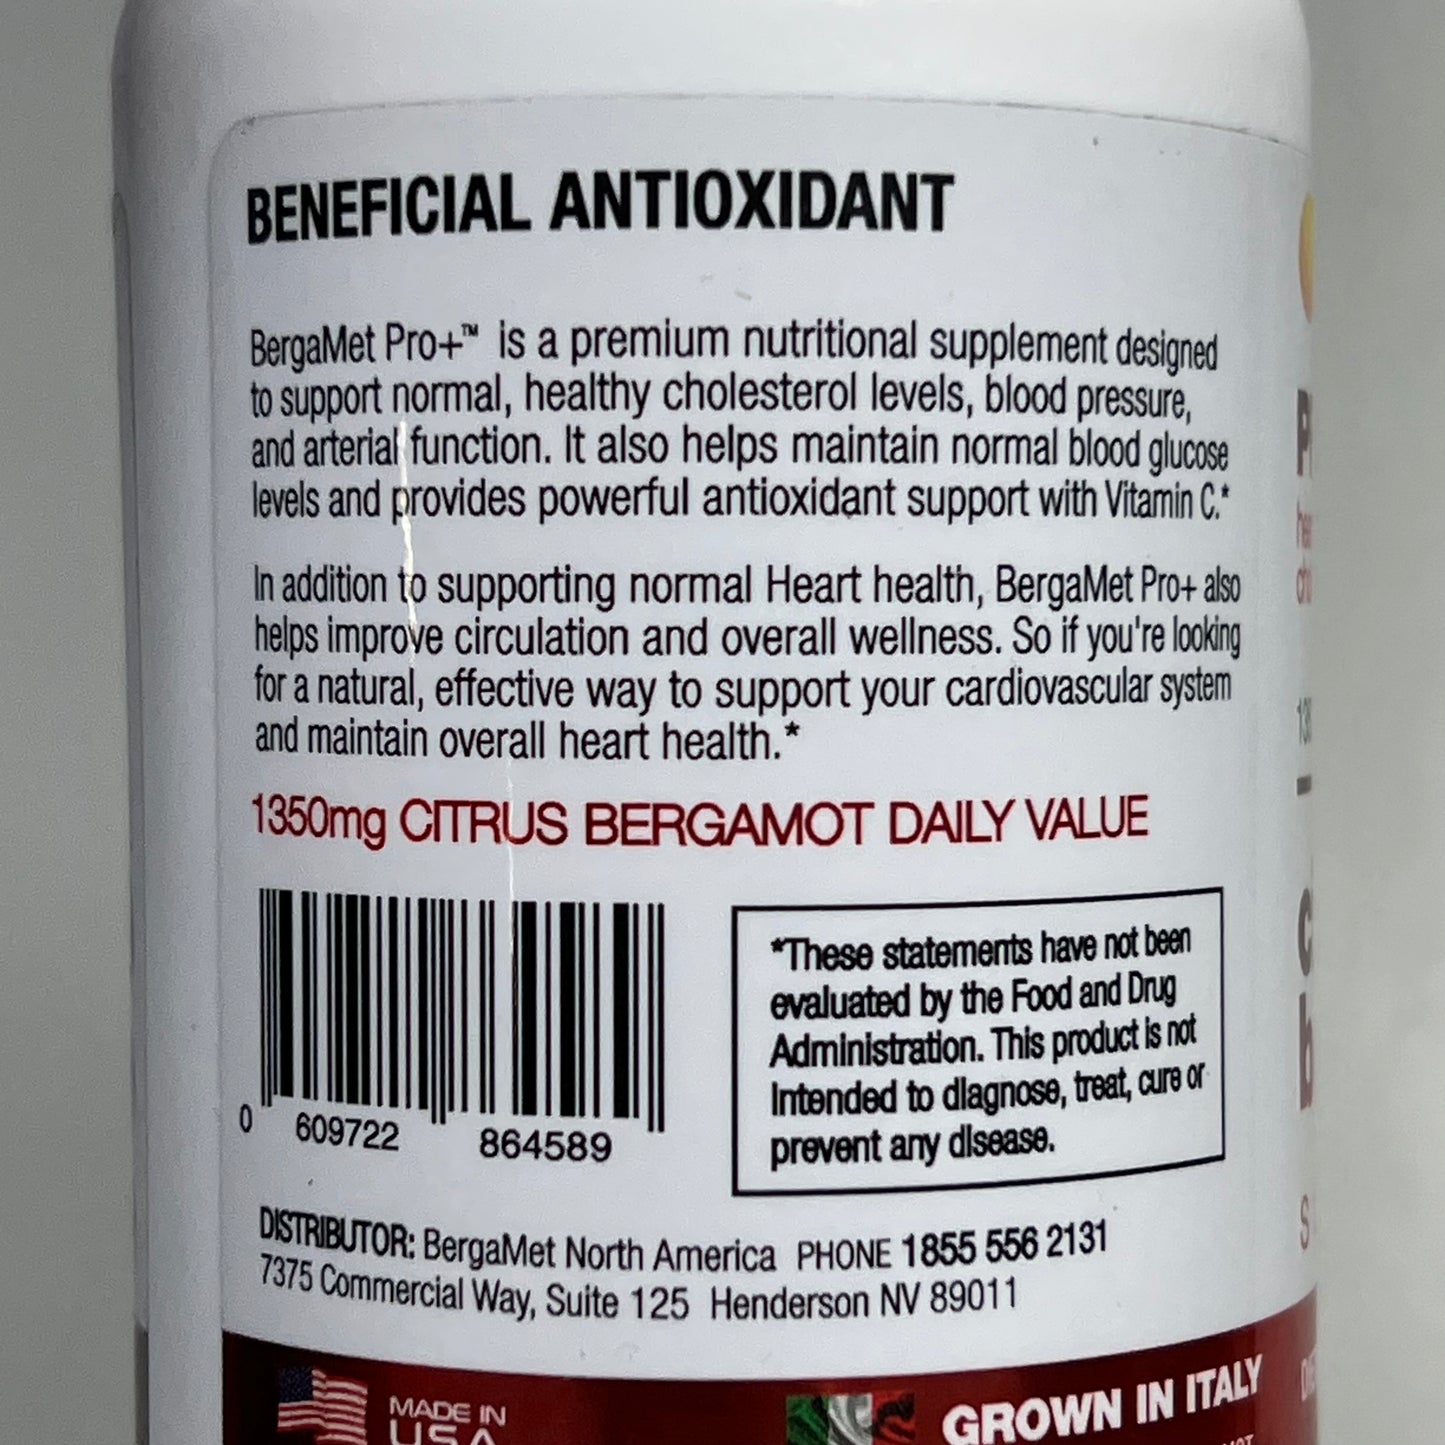 BENEFICIAL ANTIOXIDANT
BergaMet Pro+™ is a premium nutritional supplement designed
to support normal, healthy cholesterol levels, blood pressure,
and arterial function. It also helps maintain normal blood glucose
levels and provides powerful antioxidant support with Vitamin C.*
In addition to supporting normal Heart health, BergaMet Pro+ also
helps improve circulation and overall wellness. So if you're looking
for a natural, effective way to support your cardiovascular system
and maintain overall heart health.*
1350mg CITRUS BERGAMOT DAILY VALUE
*These statements have not been
evaluated by the Food and Drug
Administration. This product is not
Intended to diagnose, treat, cure or
prevent any disease.
0 609722 864589
DISTRIBUTOR: BergaMet North America PHONE 1855 556 2131
7375 Commercial Way, Suite 125 Henderson NV 89011
MADE IN
USA
GROWN IN ITALY